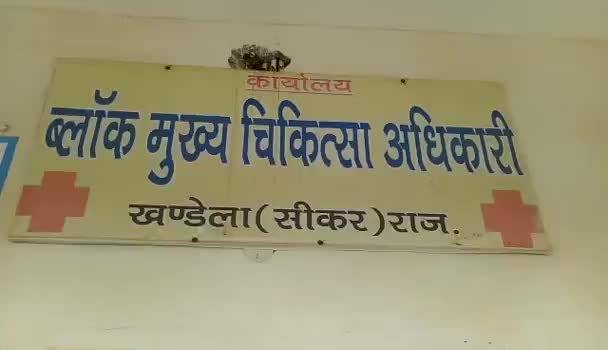 कार्यालय
ब्लॉक मुख्य चिकित्सा अधिकारी
खण्डेला(सीकर)राज.